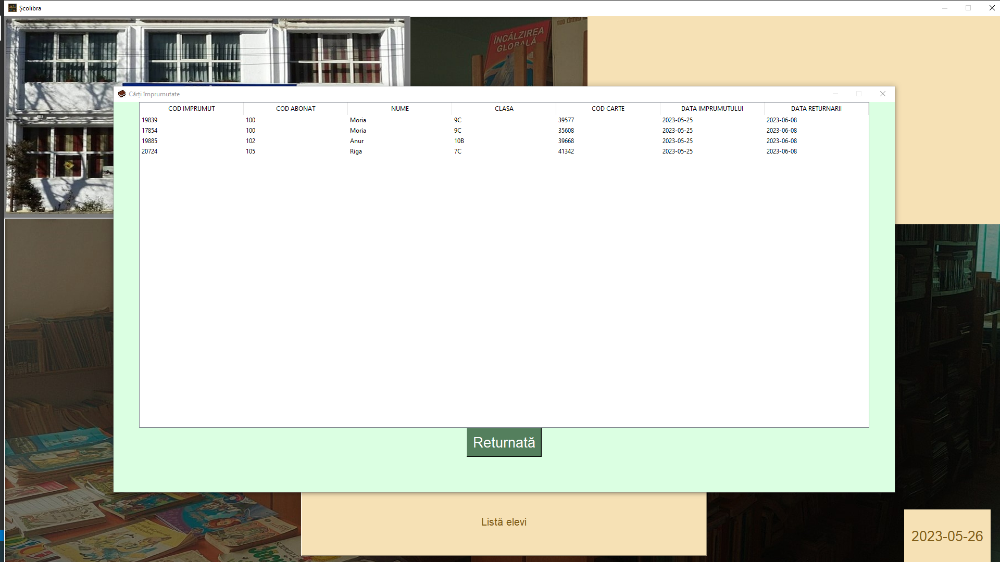 Școlibra
ÎNCĂLZIREA
GLOBALĂ
Cărți împrumutate
COD IMPRUMUT COD ABONAT NUME CLASA COD CARTE DATA IMPRUMUTULUI DATA RETURNARII
19839 100 Moria 9C 39577 2023-05-25 2023-06-08
17854 100 Moria 9C 35608 2023-05-25 2023-06-08
19885 102 Anur 10B 39668 2023-05-25 2023-06-08
20724 105 Riga 7C 41342 2023-05-25 2023-06-08
Returnată
Listă elevi
2023-05-26